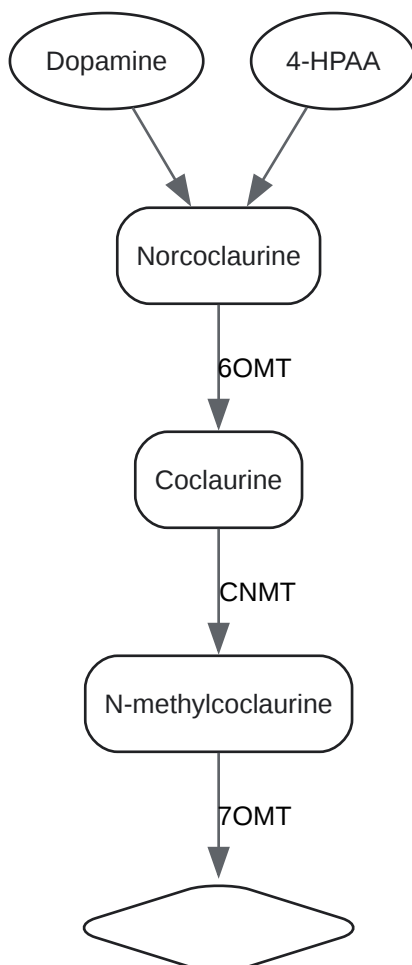 Dopamine
4-HPAA
Norcoclaurine
6OMT
Coclaurine
CNMT
N-methylcoclaurine
7OMT